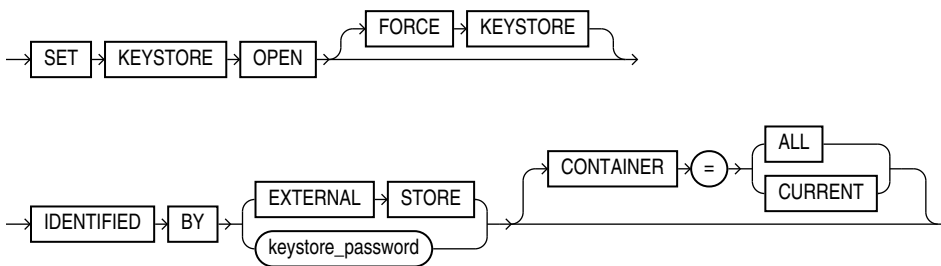 FORCE KEYSTORE
SET KEYSTORE OPEN
ALL
CONTAINER =
CURRENT
EXTERNAL STORE
IDENTIFIED BY
keystore_password